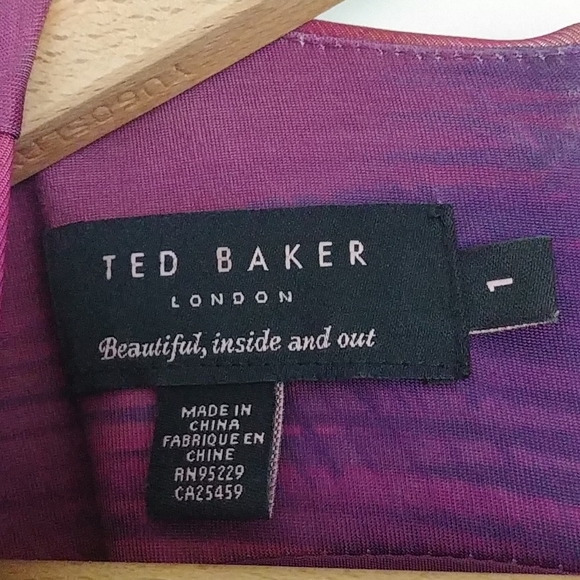 TED BAKER
LONDON
Beautiful, inside and out
1
MADE IN
CHINA
FABRIQUE EN
CHINE
RN95229
CA25459